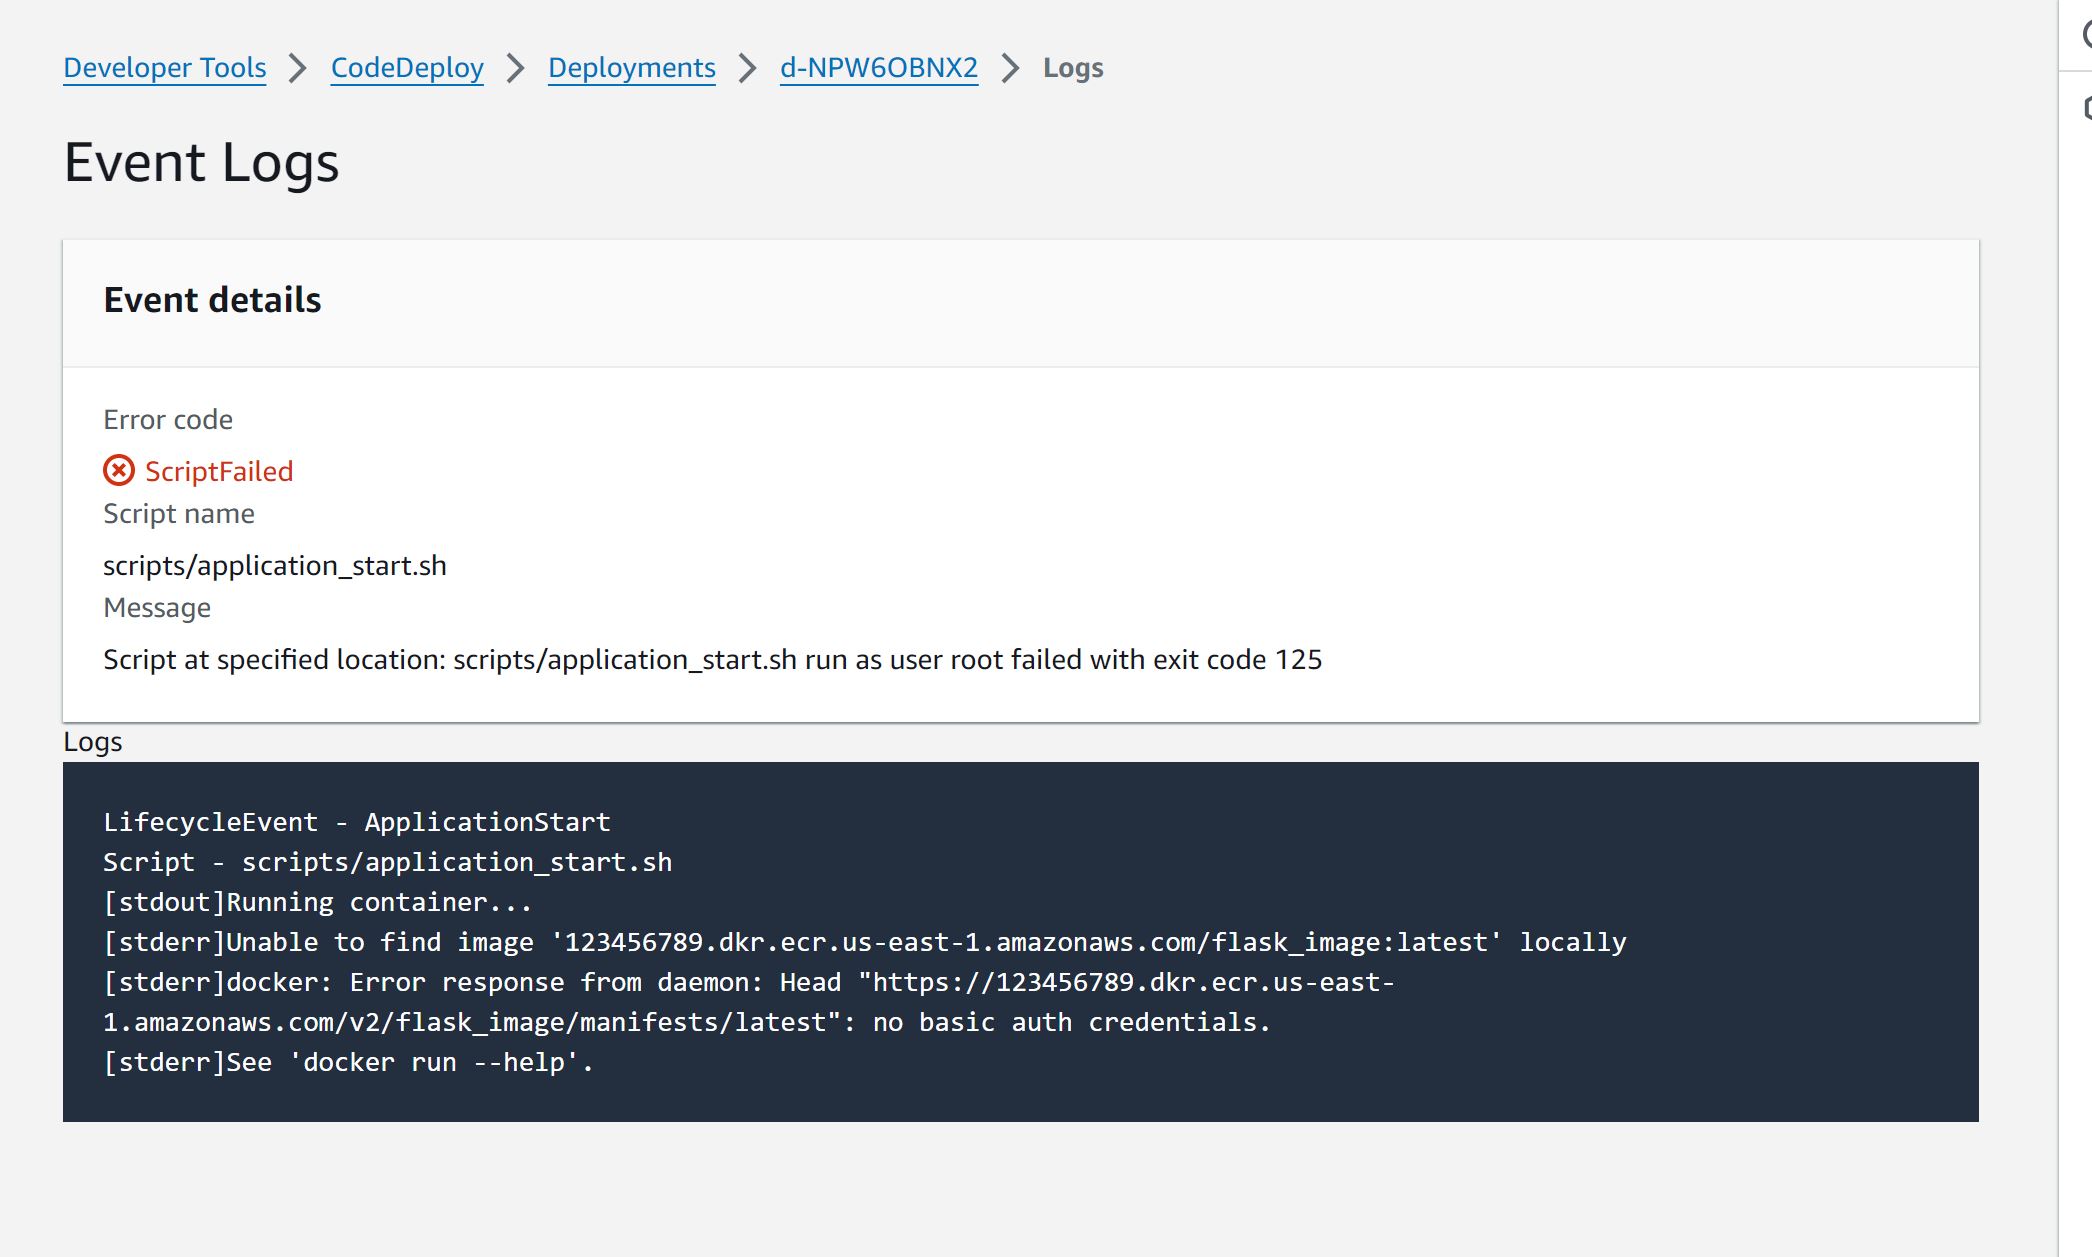 Developer Tools > CodeDeploy > Deployments > d-NPW6OBNX2 > Logs
Event Logs
Event details
Error code
ScriptFailed
Script name
scripts/application_start.sh
Message
Script at specified location: scripts/application_start.sh run as user root failed with exit code 125
Logs
LifecycleEvent - ApplicationStart
Script - scripts/application_start.sh
[stdout]Running container...
[stderr]Unable to find image '123456789.dkr.ecr.us-east-1.amazonaws.com/flask_image:latest' locally
[stderr]docker: Error response from daemon: Head "https://123456789.dkr.ecr.us-east-
1.amazonaws.com/v2/flask_image/manifests/latest": no basic auth credentials.
[stderr]See 'docker run --help'.